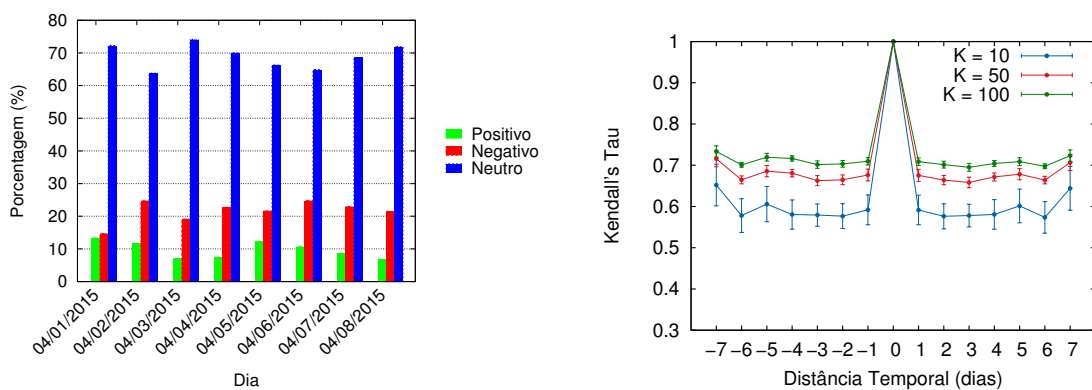 80
70
60
50
40
30
20
10
0
Porcentagem (%)
04/01/2015
04/02/2015
04/03/2015
04/04/2015
04/05/2015
04/06/2015
04/07/2015
04/08/2015
Dia
Positivo
Negativo
Neutro
1
0.9
0.8
0.7
0.6
0.5
0.4
0.3
Kendall's Tau
K = 10
K = 50
K = 100
−7 −6 −5 −4 −3 −2 −1 0 1 2 3 4 5 6 7
Distância Temporal (dias)